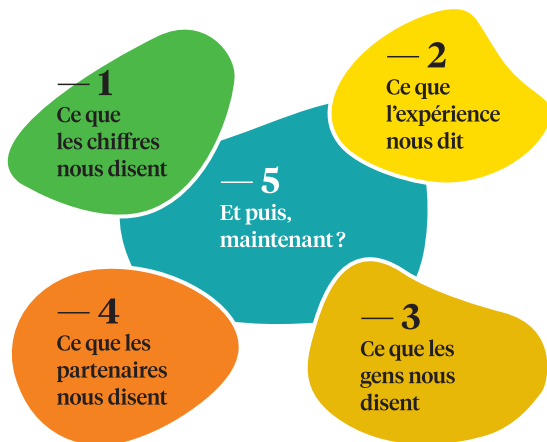 — 1
Ce que
les chiffres
nous disent
— 2
Ce que
l’expérience
nous dit
— 3
Ce que les
gens nous
disent
— 4
Ce que les
partenaires
nous disent
— 5
Et puis,
maintenant ?